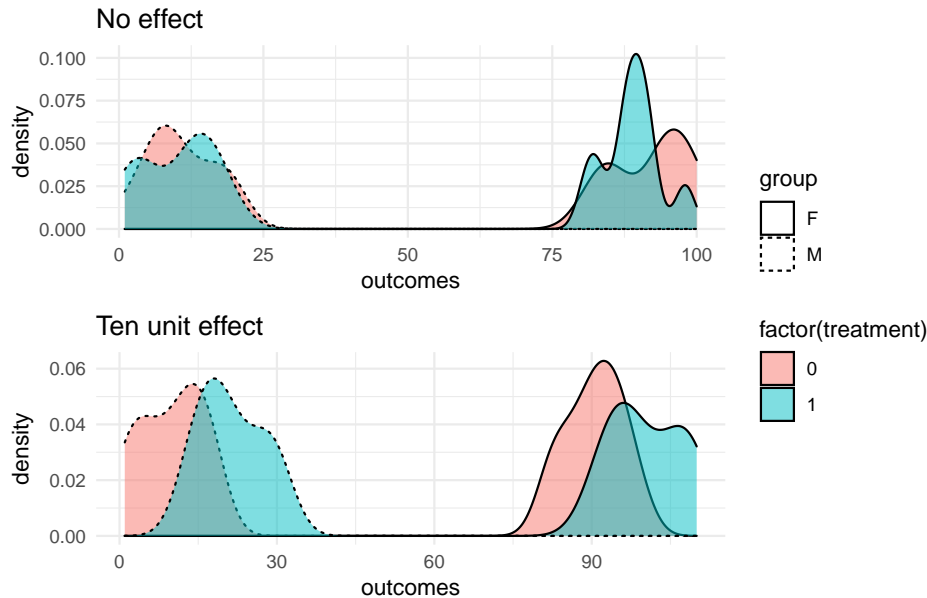 No effect
density
0.100
0.075
0.050
0.025
0.000
0
25
50
75
100
outcomes
Ten unit effect
density
0.06
0.04
0.02
0.00
0
30
60
90
outcomes
group
F
M
factor(treatment)
0
1